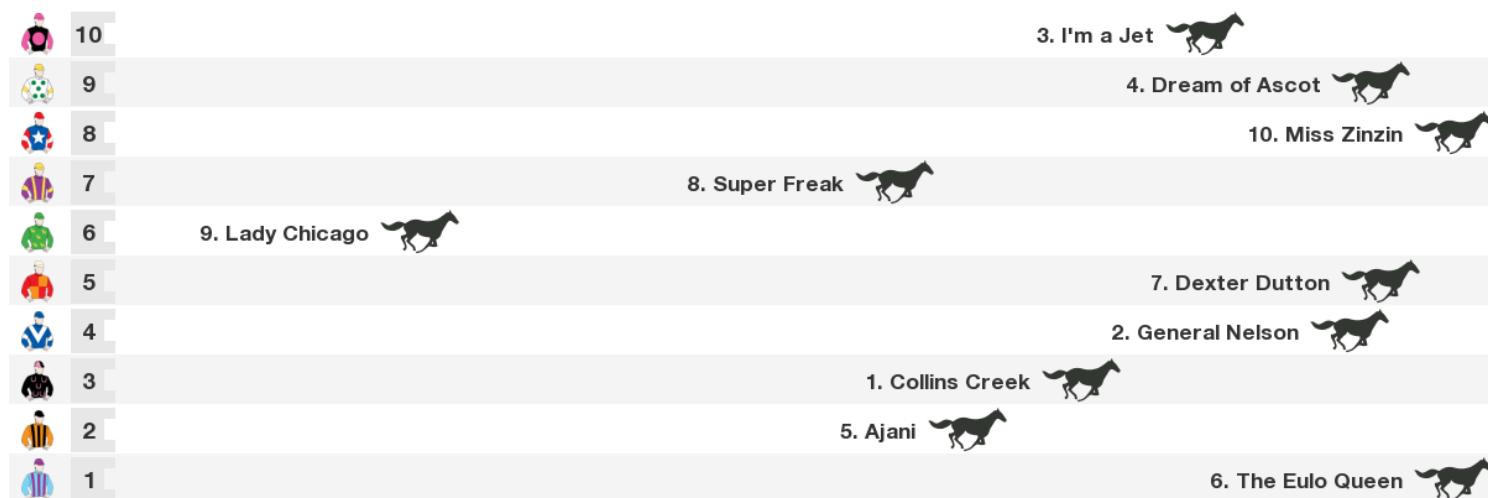 10 3. I'm a Jet
9 4. Dream of Ascot
8 10. Miss Zinzin
7 8. Super Freak
6 9. Lady Chicago
5 7. Dexter Dutton
4 2. General Nelson
3 1. Collins Creek
2 5. Ajani
1 6. The Eulo Queen